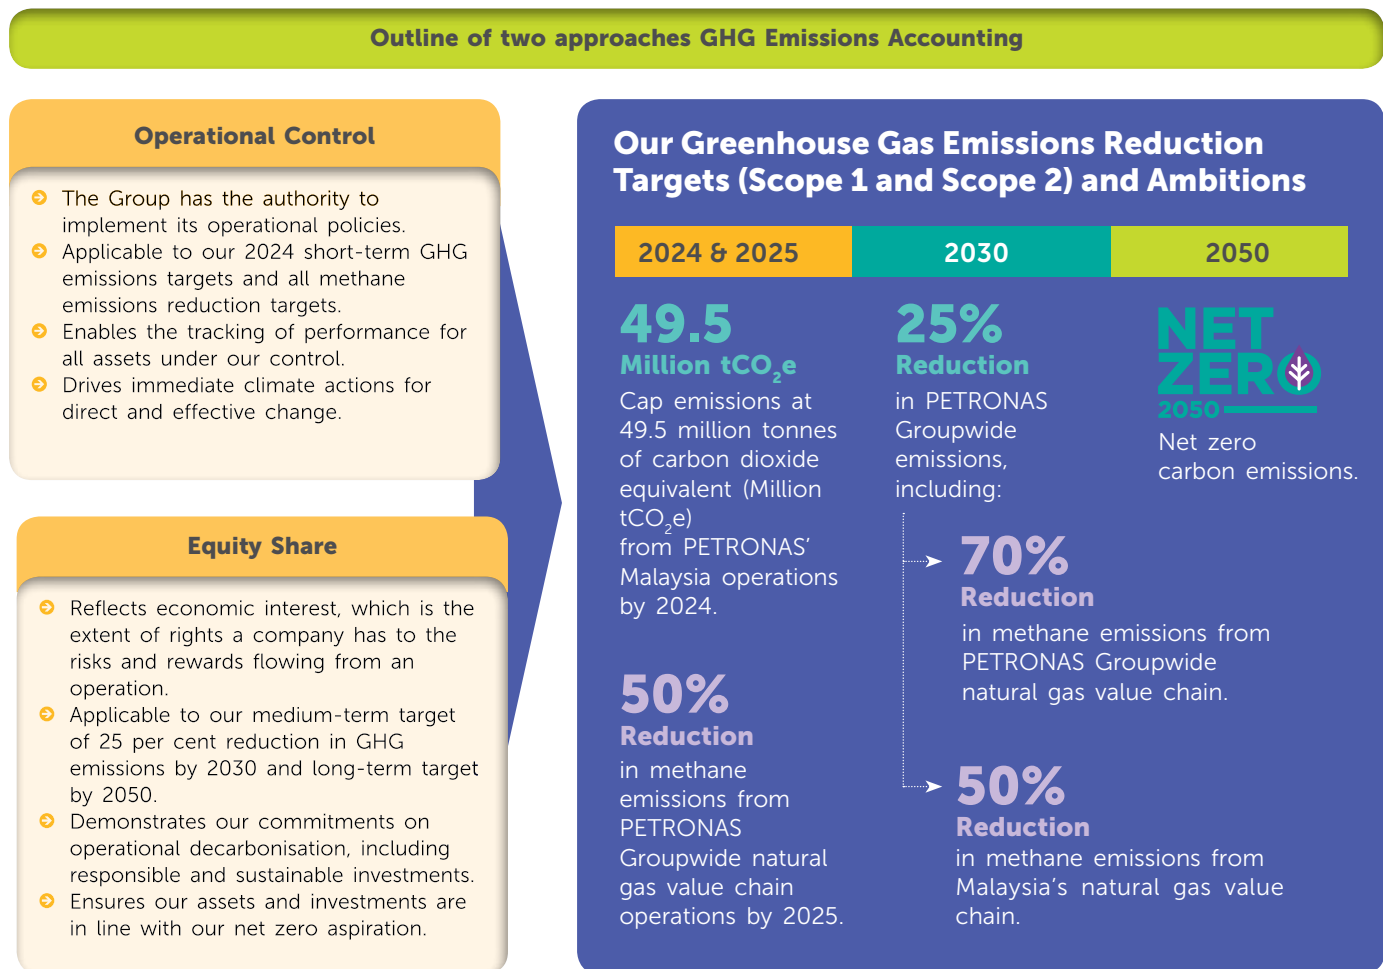 Outline of two approaches GHG Emissions Accounting
Operational Control
The Group has the authority to
implement its operational policies.
Applicable to our 2024 short-term GHG
emissions targets and all methane
emissions reduction targets.
Enables the tracking of performance for
all assets under our control.
Drives immediate climate actions for
direct and effective change.
Equity Share
Reflects economic interest, which is the
extent of rights a company has to the
risks and rewards flowing from an
operation.
Applicable to our medium-term target
of 25 per cent reduction in GHG
emissions by 2030 and long-term target
by 2050.
Demonstrates our commitments on
operational decarbonisation, including
responsible and sustainable investments.
Ensures our assets and investments are
in line with our net zero aspiration.
Our Greenhouse Gas Emissions Reduction
Targets (Scope 1 and Scope 2) and Ambitions
2024 & 2025
49.5
Million tCO₂e
Cap emissions at
49.5 million tonnes
of carbon dioxide
equivalent (Million
tCO₂e)
from PETRONAS’
Malaysia operations
by 2024.
50%
Reduction
in methane
emissions from
PETRONAS
Groupwide natural
gas value chain
operations by 2025.
2030
25%
Reduction
in PETRONAS
Groupwide
emissions,
including:
70%
Reduction
in methane emissions from
PETRONAS Groupwide
natural gas value chain.
50%
Reduction
in methane emissions from
Malaysia’s natural gas value
chain.
2050
NET
ZERO
2050
Net zero
carbon emissions.